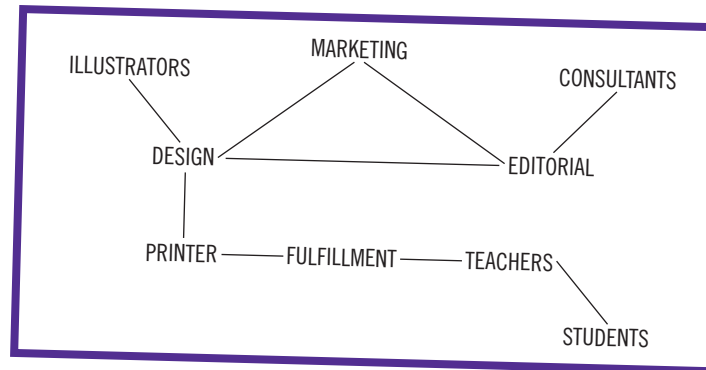 MARKETING
ILLUSTRATORS
CONSULTANTS
DESIGN
EDITORIAL
PRINTER
FULFILLMENT
TEACHERS
STUDENTS